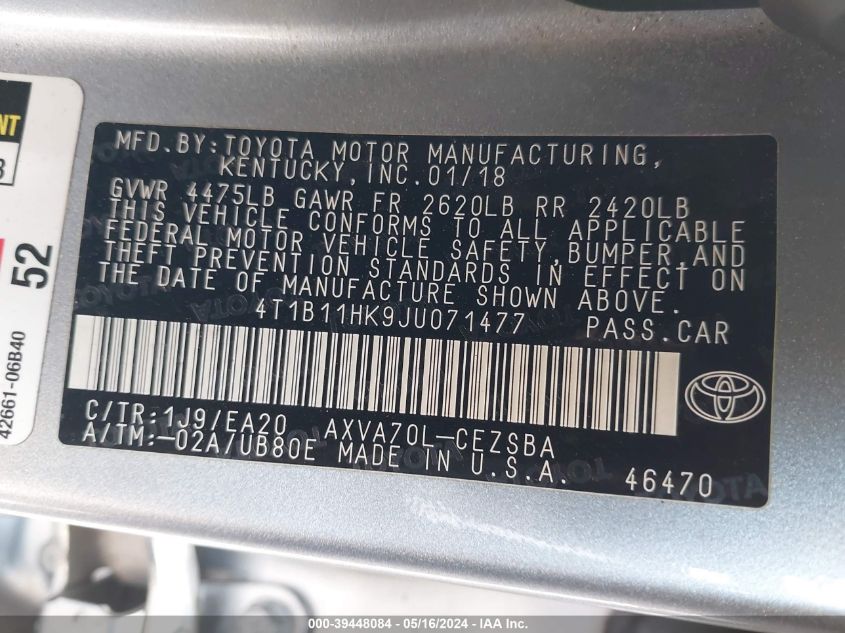 NT
3
52
42661-06B40
MFD.BY:TOYOTA MOTOR MANUFACTURING,
KENTUCKY,INC.01/18
GVWR 4475LB GAWR FR 2620LB RR 2420LB
THIS VEHICLE CONFORMS TO ALL APPLICABLE
FEDERAL MOTOR VEHICLE SAFETY,BUMPER,AND
THEFT PREVENTION STANDARDS IN EFFECT ON
THE DATE OF MANUFACTURE SHOWN ABOVE.
4T1B11HK9JU071477 PASS.CAR
C/TR:1J9/EA20 AXVA70L-CEZSBA
A/TM:-02A/UB80E MADE IN U.S.A.
46470
000-39448084 - 05/16/2024 - IAA Inc.